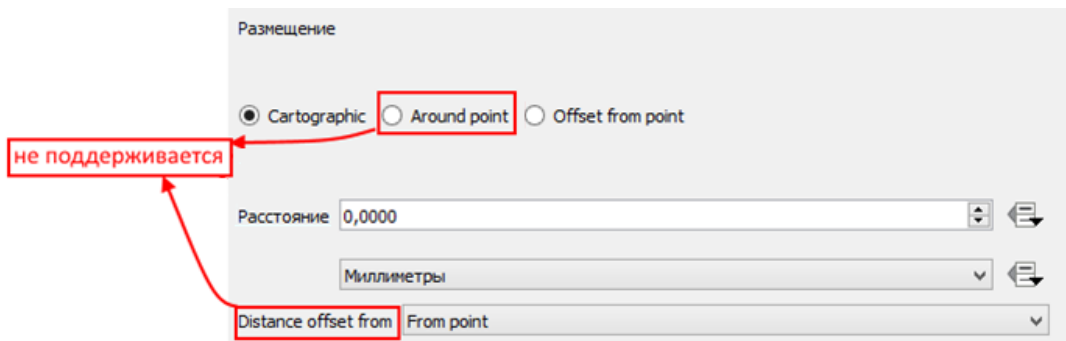 Размещение
Cartographic Around point Offset from point
не поддерживается
Расстояние 0,0000
Миллиметры
Distance offset from From point